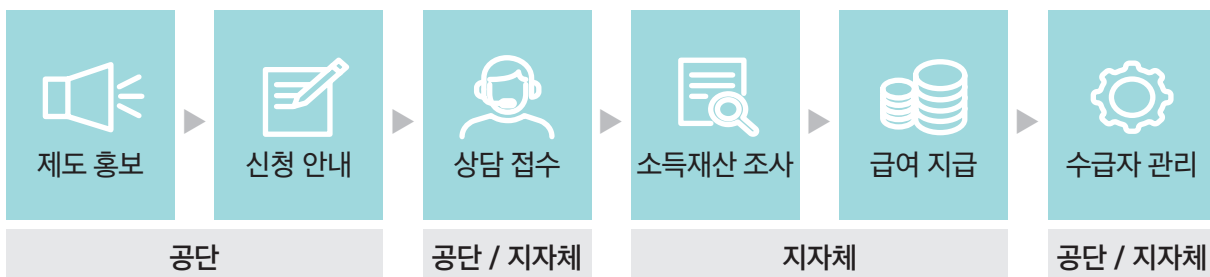 제도 홍보
신청 안내
상담 접수
소득재산 조사
급여 지급
수급자 관리
공단
공단 / 지자체
지자체
공단 / 지자체